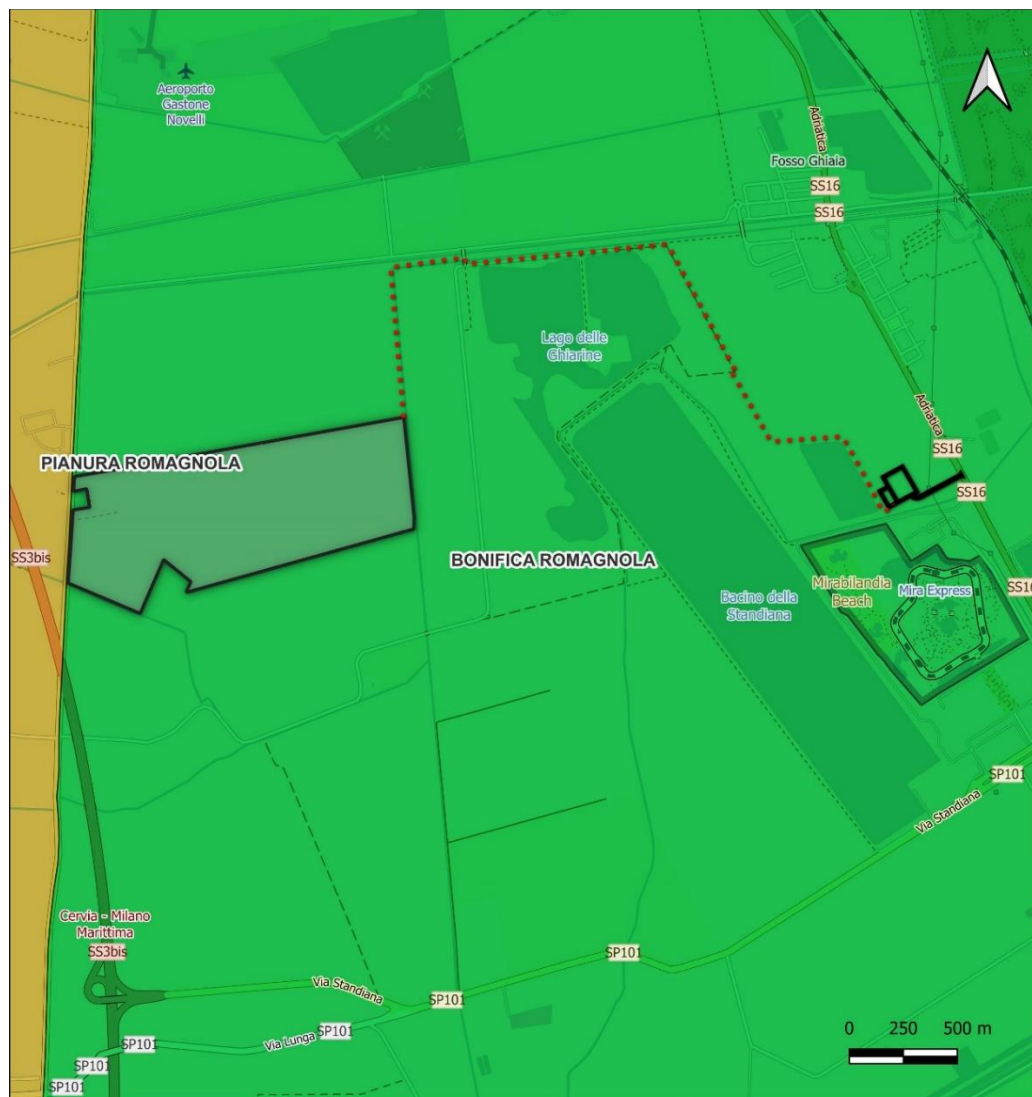 Aeroporto
Gastone
Novelli
Adriatica
Fosso Ghiaia
SS16
SS16
Lago delle
Ghiarine
Adriatica
SS16
SS16
PIANURA ROMAGNOLA
SS3bis
BONIFICA ROMAGNOLA
Mirabilandia
Beach
Mira Express
SS16
Bacino della
Standiana
SP101
Via Standiana
Cervia - Milano
Marittima
SS3bis
SP101
Via Standiana
SP101
Via Lunga
SP101
SP101
SP101
SP101
0 250 500 m